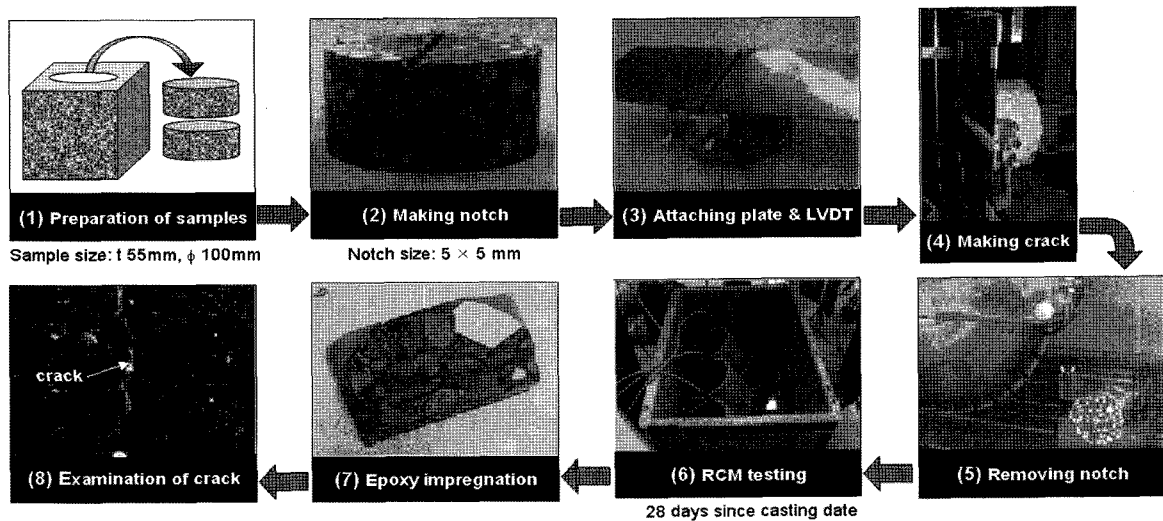 (1) Preparation of samples
Sample size: t 55mm, ϕ 100mm
(2) Making notch
Notch size: 5 × 5 mm
(3) Attaching plate & LVDT
(4) Making crack
(5) Removing notch
(6) RCM testing
28 days since casting date
(7) Epoxy impregnation
crack
(8) Examination of crack